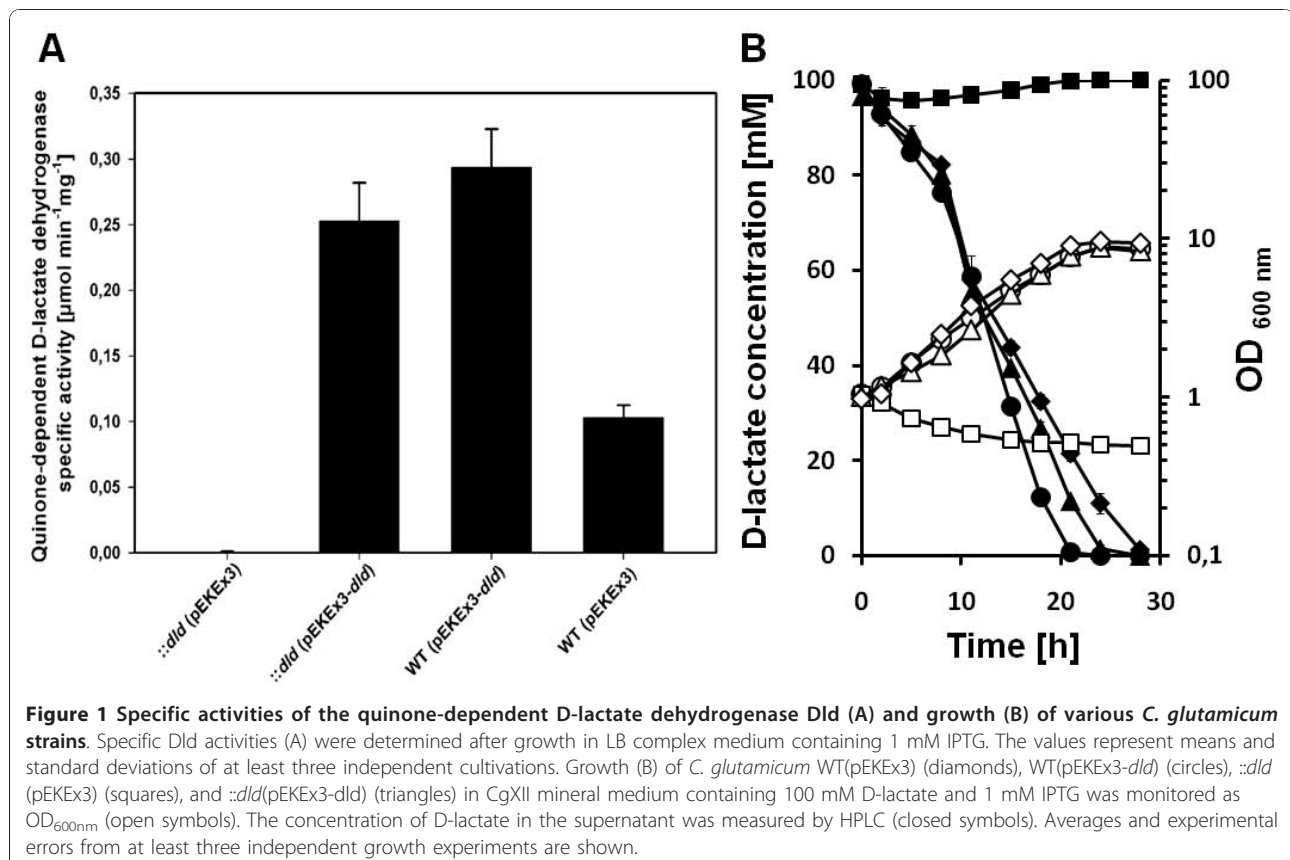 A
Quinone-dependent D-lactate dehydrogenase
specific activity [µmol min⁻¹mg⁻¹]
0,35
0,30
0,25
0,20
0,15
0,10
0,05
0,00
::dld (pEKEx3)
::dld (pEKEx3-dld)
WT (pEKEx3-dld)
WT (pEKEx3)
B
D-lactate concentration [mM]
100
80
60
40
20
0
0
10
20
30
Time [h]
100
10
1
0,1
OD 600 nm
Figure 1 Specific activities of the quinone-dependent D-lactate dehydrogenase Dld (A) and growth (B) of various C. glutamicum
strains. Specific Dld activities (A) were determined after growth in LB complex medium containing 1 mM IPTG. The values represent means and
standard deviations of at least three independent cultivations. Growth (B) of C. glutamicum WT(pEKEx3) (diamonds), WT(pEKEx3-dld) (circles), ::dld
(pEKEx3) (squares), and ::dld(pEKEx3-dld) (triangles) in CgXII mineral medium containing 100 mM D-lactate and 1 mM IPTG was monitored as
OD600nm (open symbols). The concentration of D-lactate in the supernatant was measured by HPLC (closed symbols). Averages and experimental
errors from at least three independent growth experiments are shown.